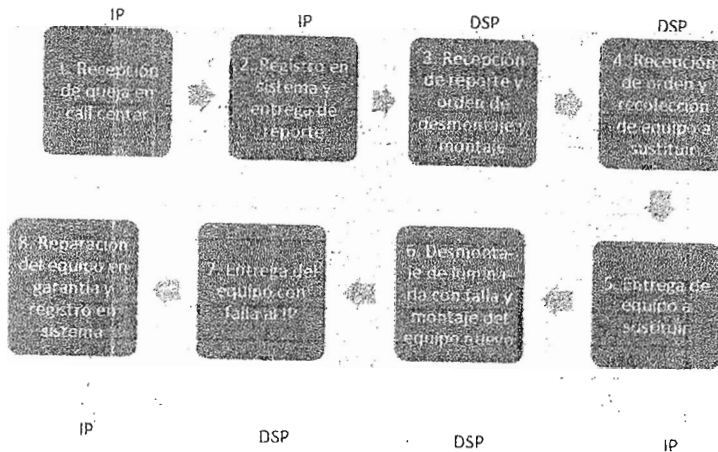 IP
IP
DSP
DSP
1. Recepción
de queja en
call center
2. Registro en
sistema y
entrega de
reporte
3. Recepción
de reporte y
orden de
desmontaje y
montaje
4. Recepción
de orden y
recolección
de equipo a
sustituir
8. Reparación
del equipo en
garantía y
registro en
sistema
7. Entrega del
equipo con
falla al IP
6. Desmonta-
je de lumina-
ria con falla y
montaje del
equipo nuevo
5. Entrega de
equipo a
sustituir
IP
DSP
DSP
IP